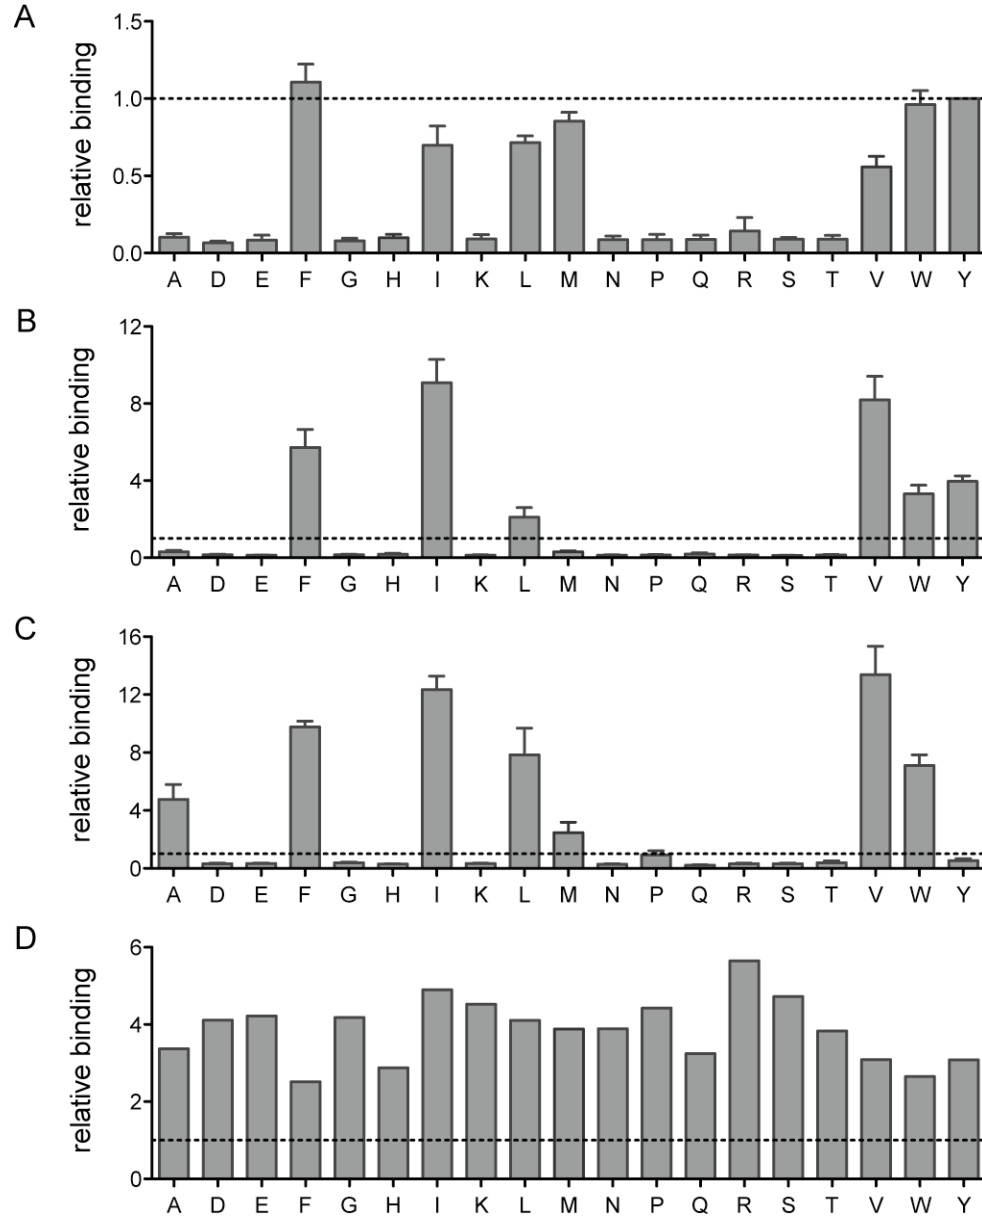 A
relative binding
1.5
1.0
0.5
0.0
A D E F G H I K L M N P Q R S T V W Y
B
relative binding
12
8
4
0
A D E F G H I K L M N P Q R S T V W Y
C
relative binding
16
12
8
4
0
A D E F G H I K L M N P Q R S T V W Y
D
relative binding
6
4
2
0
A D E F G H I K L M N P Q R S T V W Y